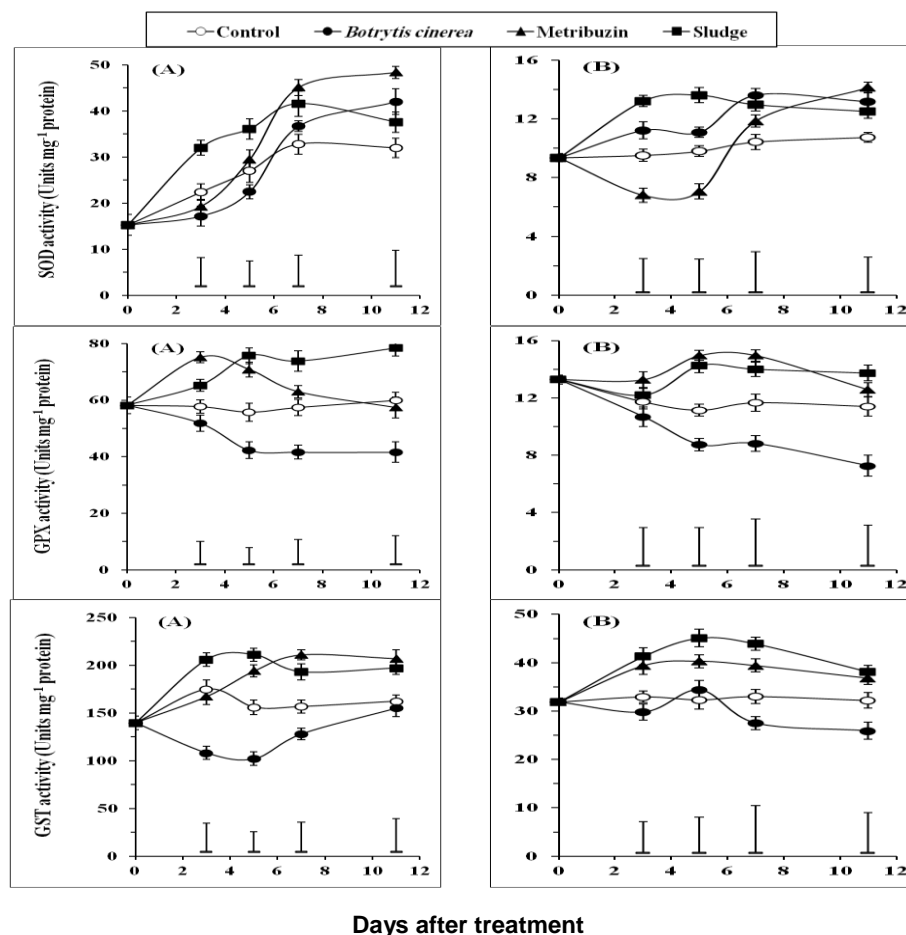 Control Botrytis cinerea Metribuzin Sludge
SOD activity (Units mg-1 protein)
(A)
50
40
30
20
10
0
0 2 4 6 8 10 12
(B)
16
12
8
4
0
0 2 4 6 8 10 12
GPX activity (Units mg-1 protein)
(A)
80
60
40
20
0
0 2 4 6 8 10 12
(B)
16
12
8
4
0
0 2 4 6 8 10 12
GST activity (Units mg-1 protein)
(A)
250
200
150
100
50
0
0 2 4 6 8 10 12
(B)
50
40
30
20
10
0
0 2 4 6 8 10 12
Days after treatment